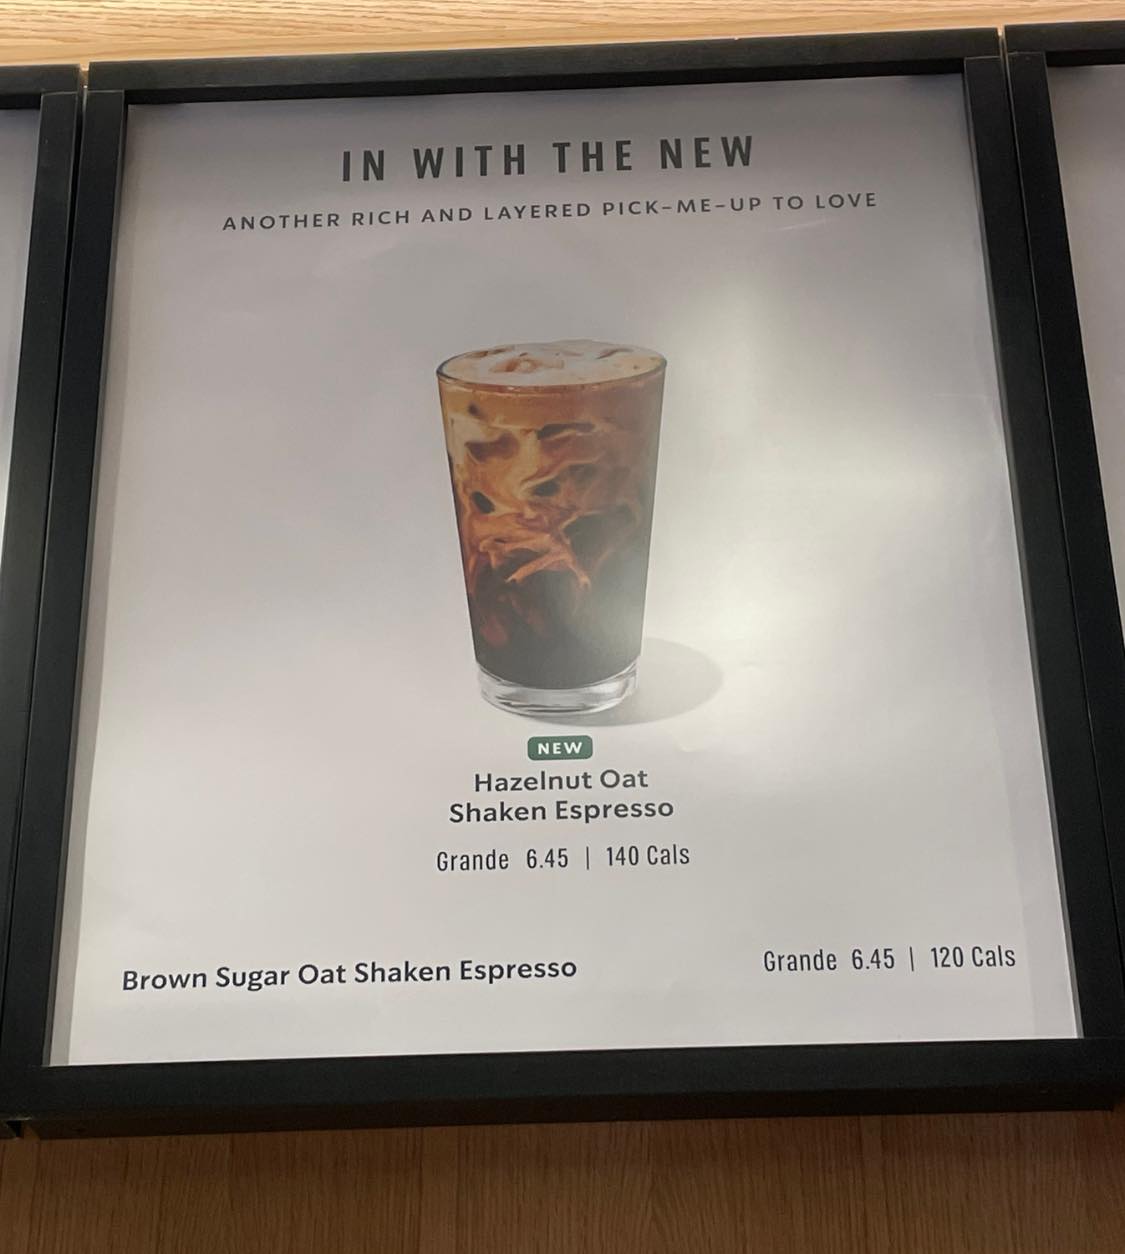 IN WITH THE NEW
ANOTHER RICH AND LAYERED PICK-ME-UP TO LOVE
NEW
Hazelnut Oat
Shaken Espresso
Grande 6.45 | 140 Cals
Brown Sugar Oat Shaken Espresso Grande 6.45 | 120 Cals